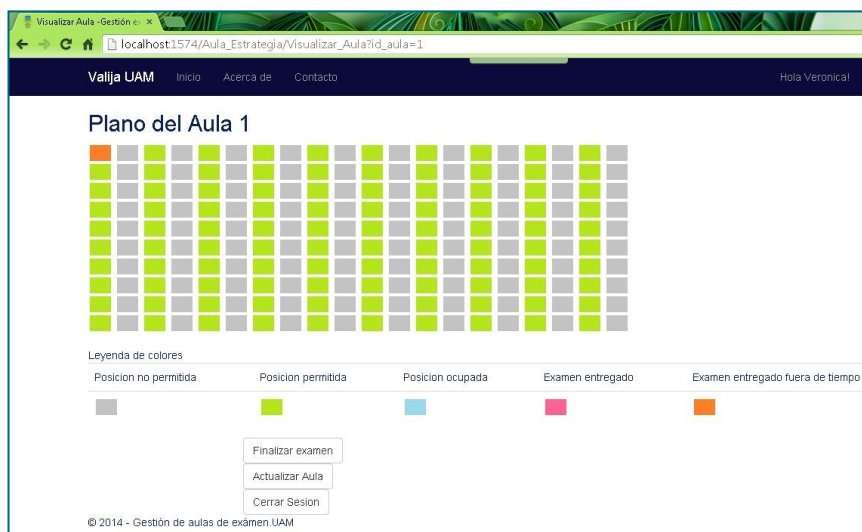 Visualizar Aula -Gestión e
localhost:1574/Aula_Estrategia/Visualizar_Aula?id_aula=1
Valija UAM Inicio Acerca de Contacto Hola Veronica!
Plano del Aula 1
Leyenda de colores
Posicion no permitida Posicion permitida Posicion ocupada Examen entregado Examen entregado fuera de tiempo
Finalizar examen
Actualizar Aula
Cerrar Sesion
© 2014 - Gestión de aulas de exámen.UAM